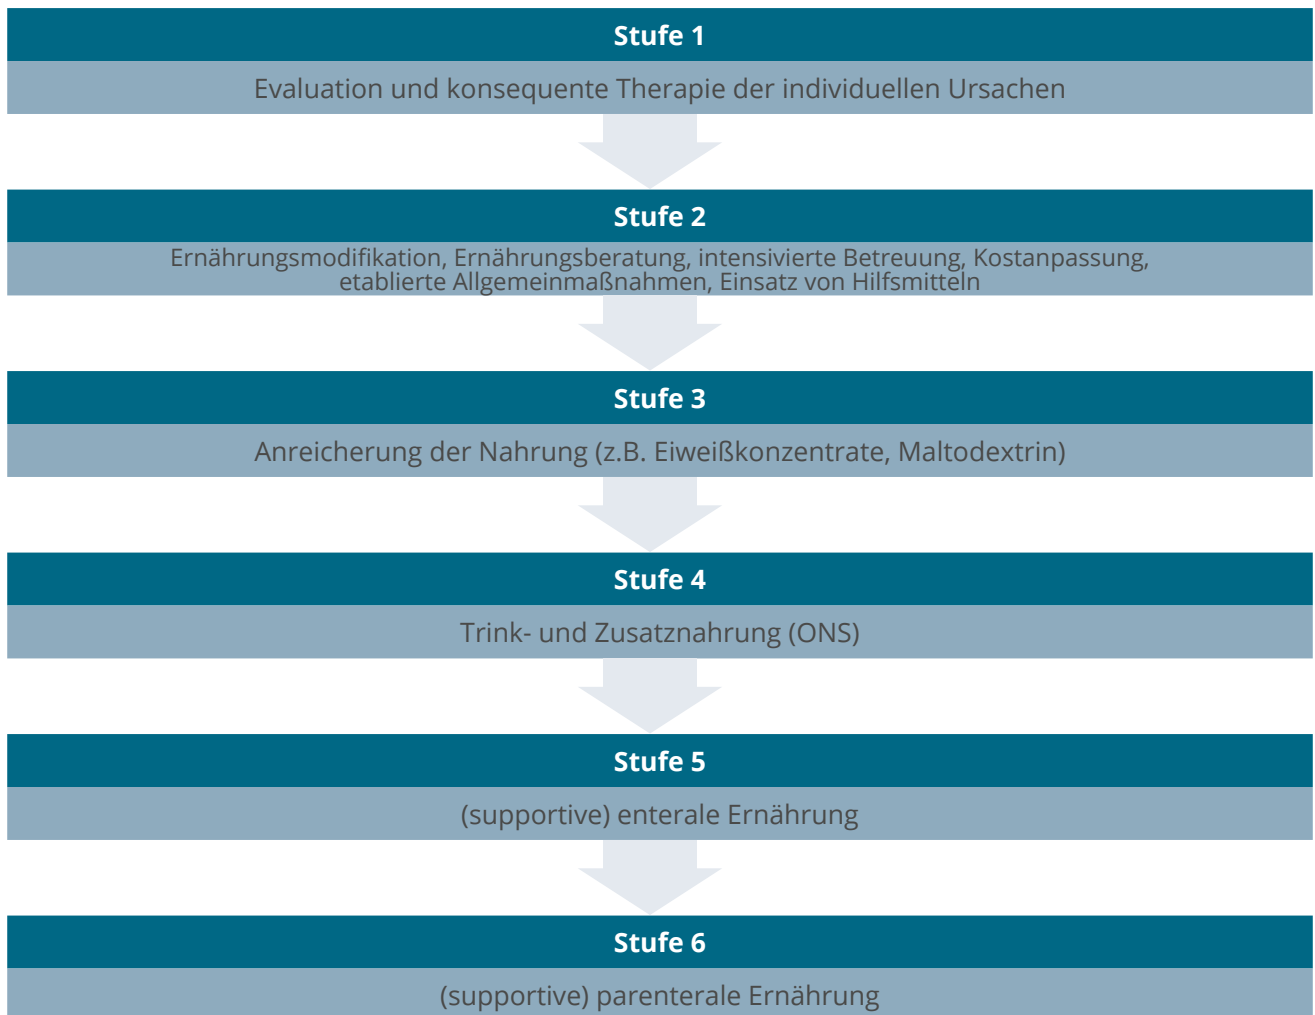 Stufe 1
Evaluation und konsequente Therapie der individuellen Ursachen
Stufe 2
Ernährungsmodifikation, Ernährungsberatung, intensivierte Betreuung, Kostanpassung,
etablierte Allgemeinmaßnahmen, Einsatz von Hilfsmitteln
Stufe 3
Anreicherung der Nahrung (z.B. Eiweißkonzentrate, Maltodextrin)
Stufe 4
Trink- und Zusatznahrung (ONS)
Stufe 5
(supportive) enterale Ernährung
Stufe 6
(supportive) parenterale Ernährung